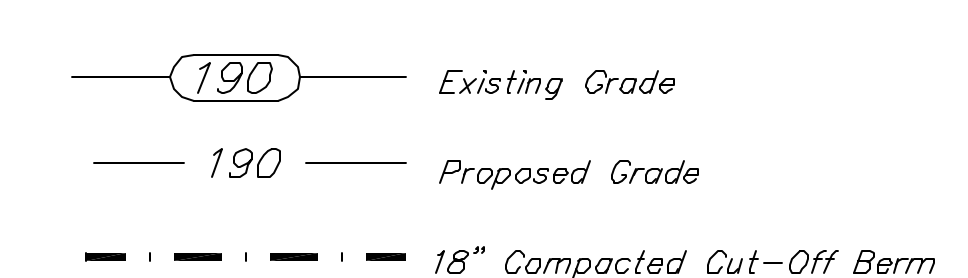 190 Existing Grade
190 Proposed Grade
18” Compacted Cut-Off Berm